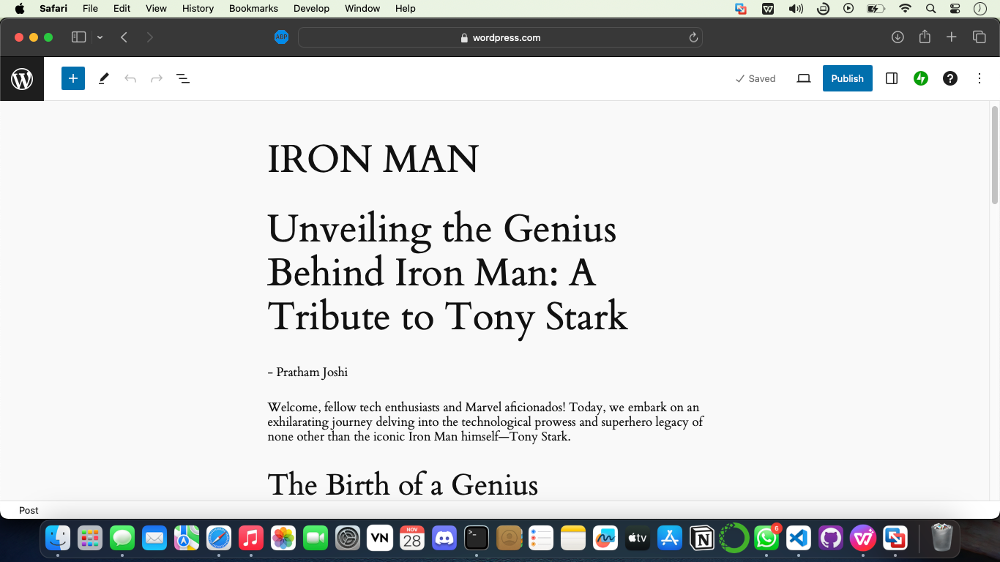 Safari File Edit View History Bookmarks Develop Window Help
ABP wordpress.com
Saved Publish
IRON MAN
Unveiling the Genius
Behind Iron Man: A
Tribute to Tony Stark
- Pratham Joshi
Welcome, fellow tech enthusiasts and Marvel aficionados! Today, we embark on an
exhilarating journey delving into the technological prowess and superhero legacy of
none other than the iconic Iron Man himself—Tony Stark.
The Birth of a Genius
Post
VN
NOV
28
tv
6